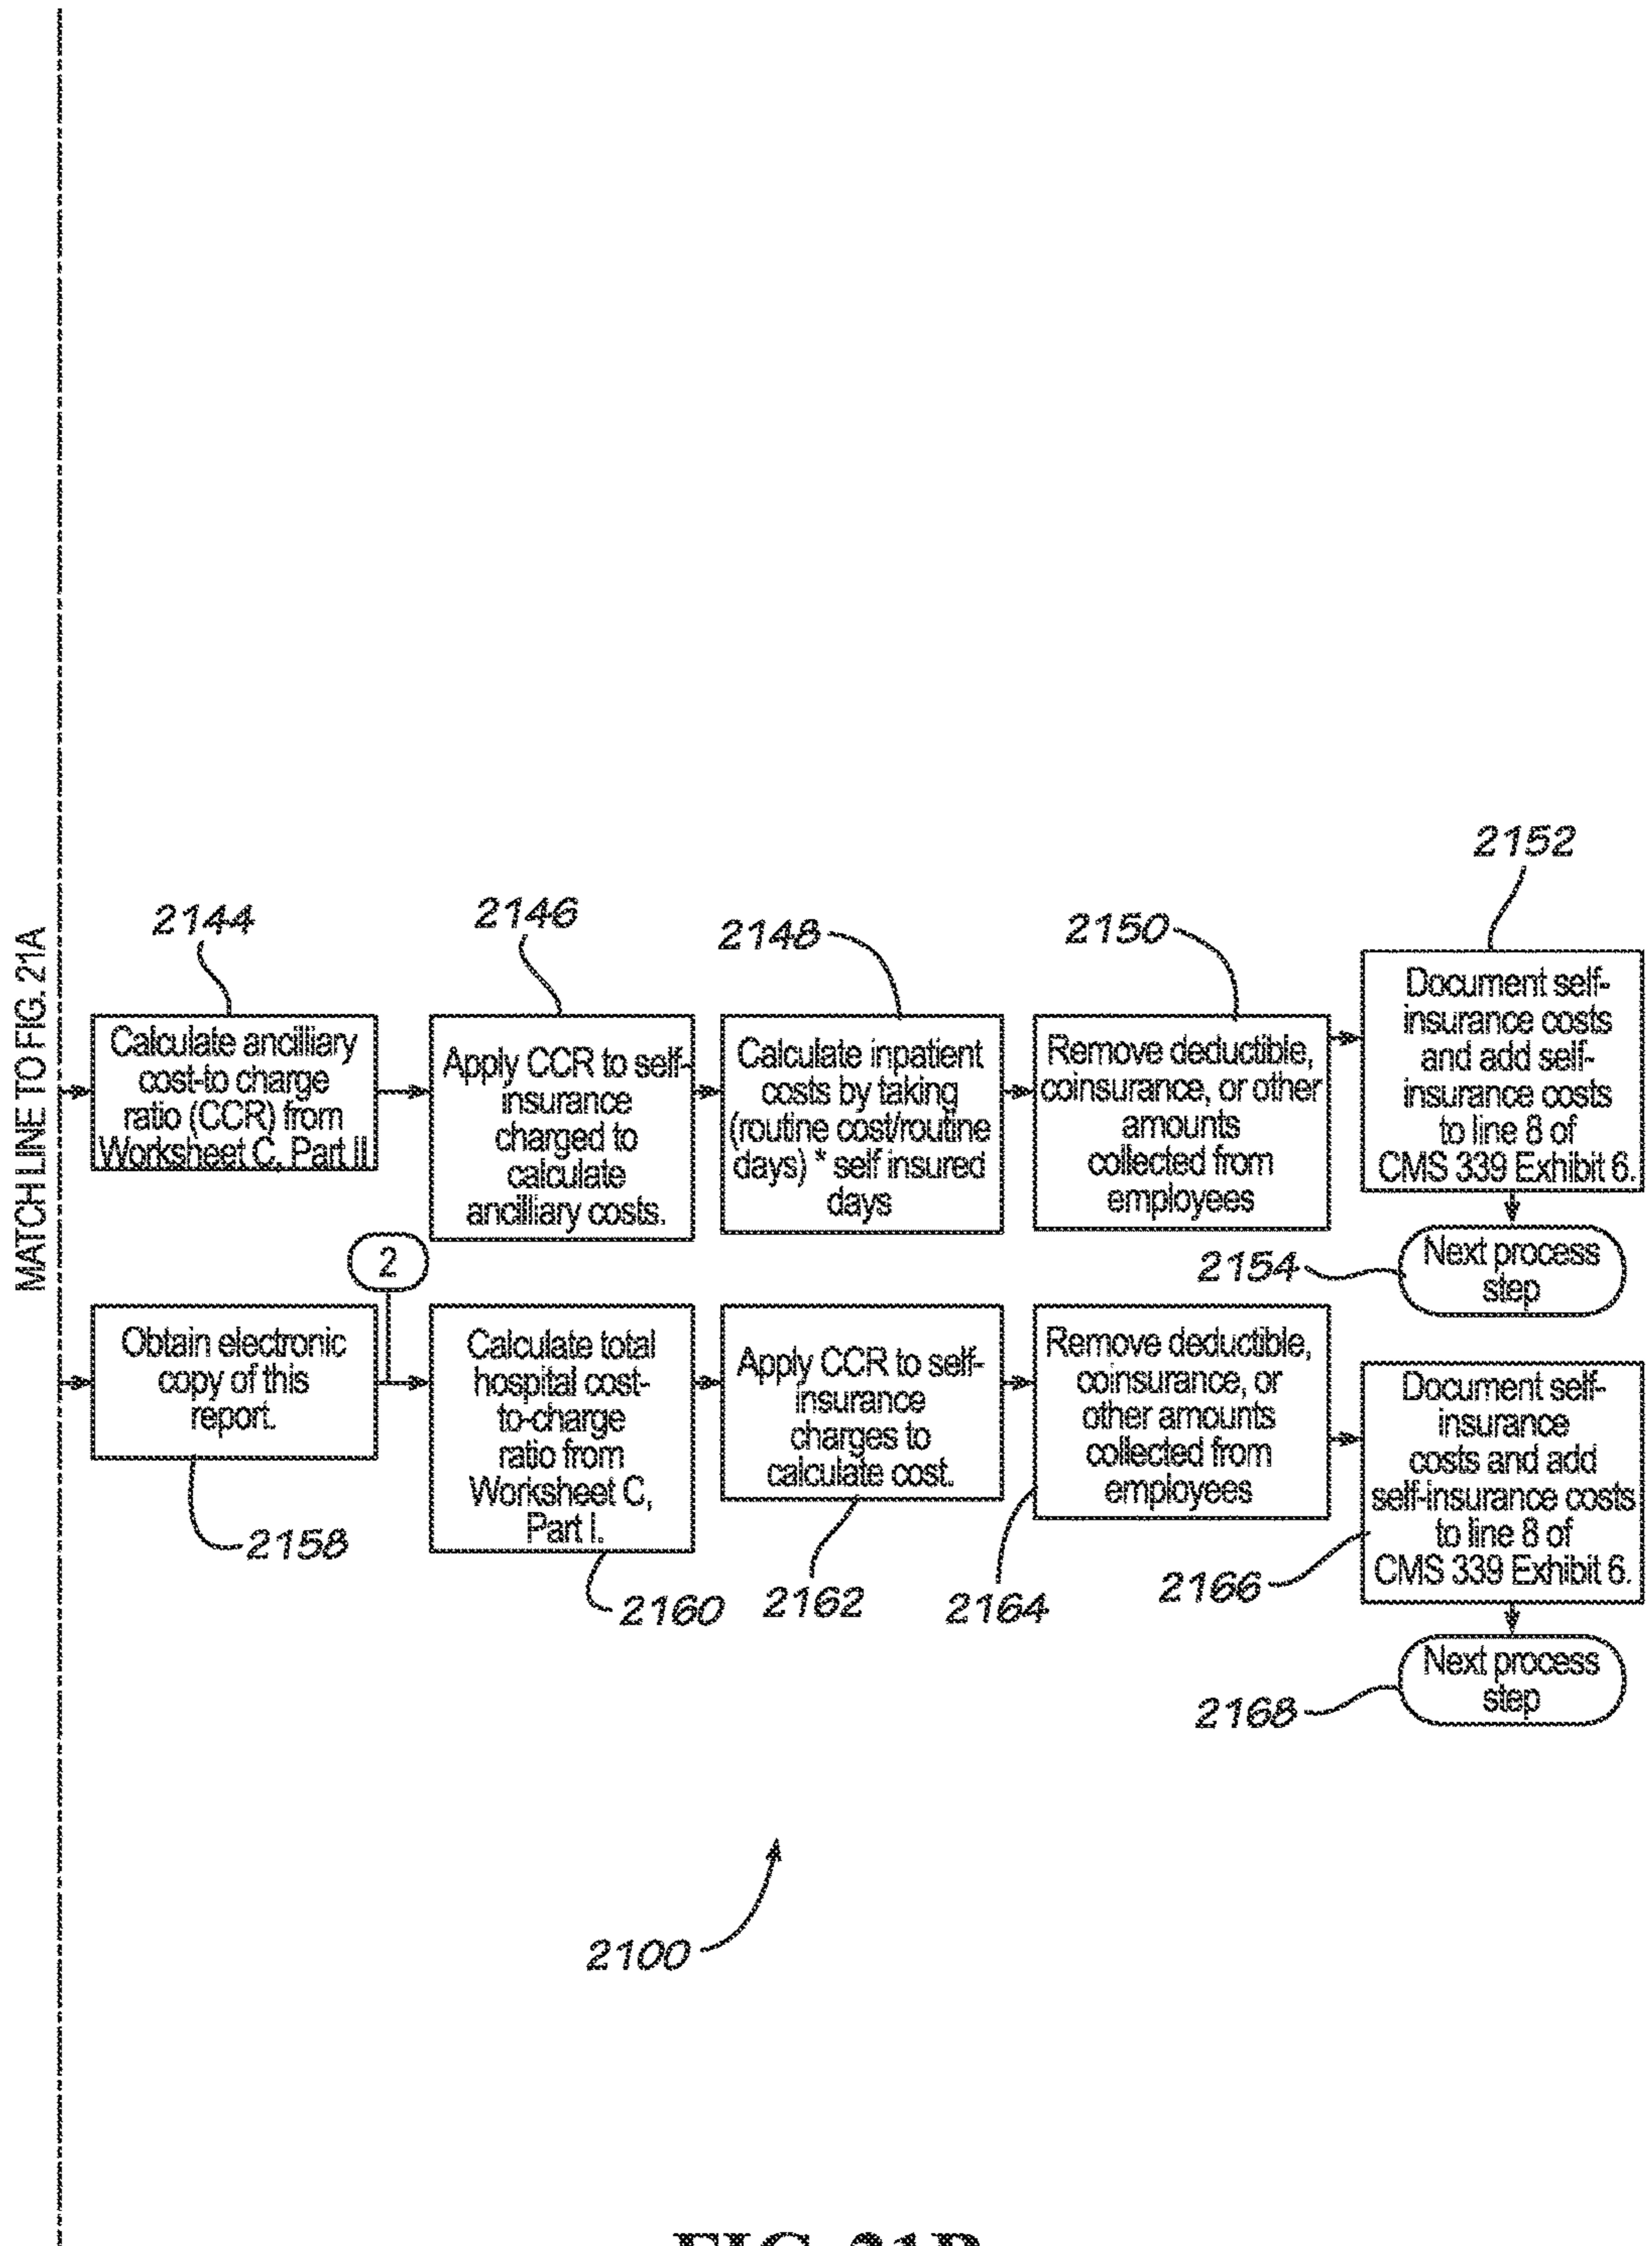 MATCH LINE TO FIG. 21A
2144
2146
2148
2150
2152
Calculate ancilliary
cost-to charge
ratio (CCR) from
Worksheet C, Part II
Apply CCR to self-
insurance
charged to
calculate
ancilliary costs.
Calculate inpatient
costs by taking
(routine cost/routine
days) * self insured
days
Remove deductible,
coinsurance, or other
amounts
collected from
employees
Document self-
insurance costs
and add self-
insurance costs
to line 8 of
CMS 339 Exhibit 6.
2154
Next process
step
2
Obtain electronic
copy of this
report.
Calculate total
hospital cost-
to-charge
ratio from
Worksheet C,
Part I.
Apply CCR to self-
insurance
charges to
calculate cost.
Remove deductible,
coinsurance, or
other amounts
collected from
employees
Document self-
insurance
costs and add
self-insurance costs
to line 8 of
CMS 339 Exhibit 6.
2158
2160
2162
2164
2166
2168
Next process
step
2100
FIG. 21B